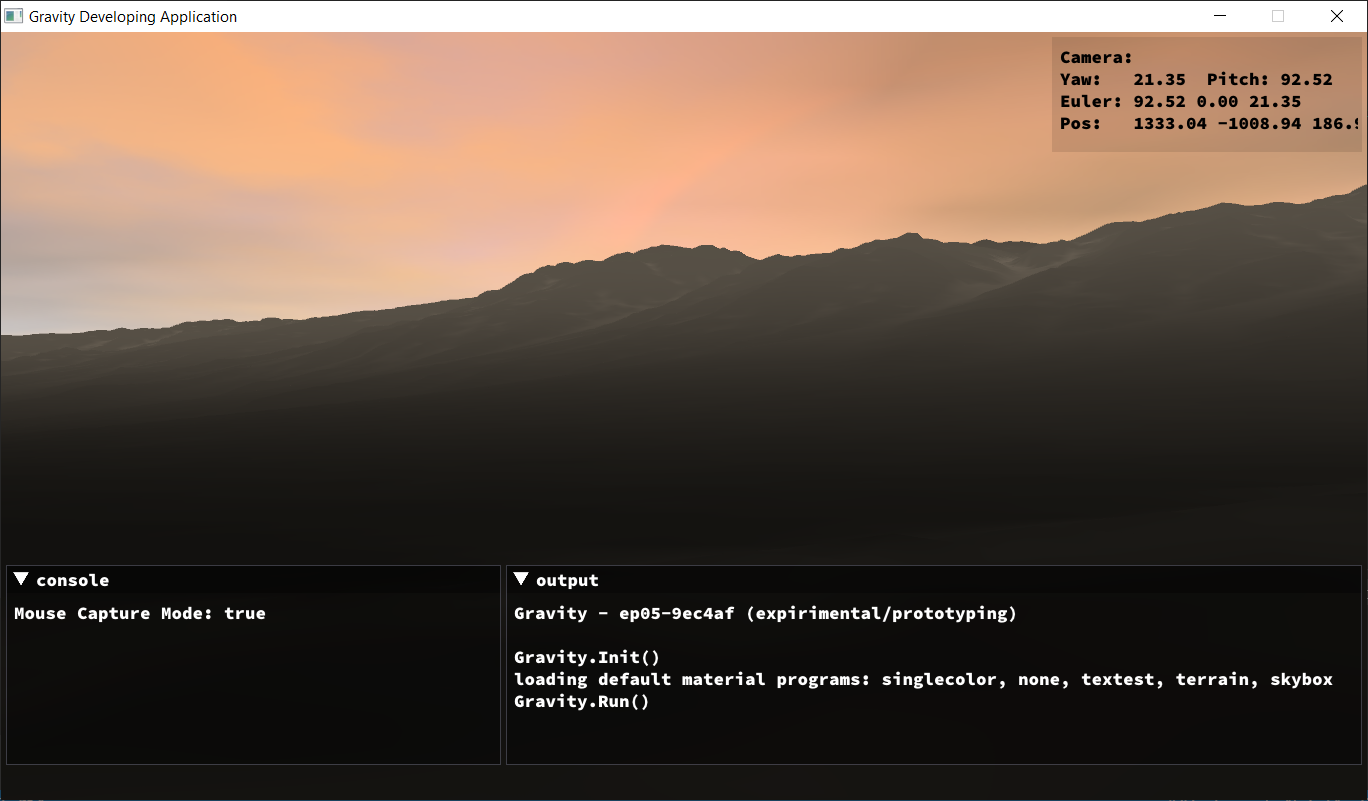 Gravity Developing Application
Camera:
Yaw: 21.35 Pitch: 92.52
Euler: 92.52 0.00 21.35
Pos: 1333.04 -1008.94 186.
console
Mouse Capture Mode: true
output
Gravity - ep05-9ec4af (expirimental/prototyping)
Gravity.Init()
loading default material programs: singlecolor, none, textest, terrain, skybox
Gravity.Run()